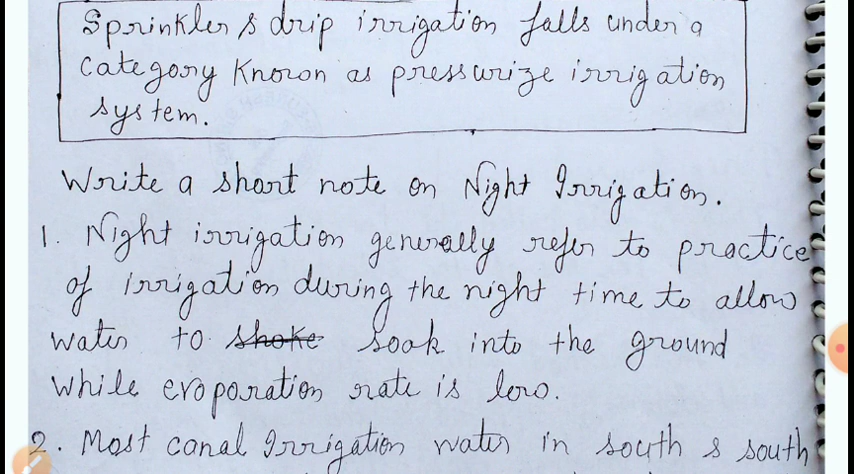 Sprinkler & drip irrigation falls under a
category known as pressurize irrigation
system.
Write a short note on Night Irrigation.
1. Night irrigation generally refer to practice
of irrigation during the night time to allow
water to shoke soak into the ground
while evaporation rate is low.
2. Most canal Irrigation water in south & south